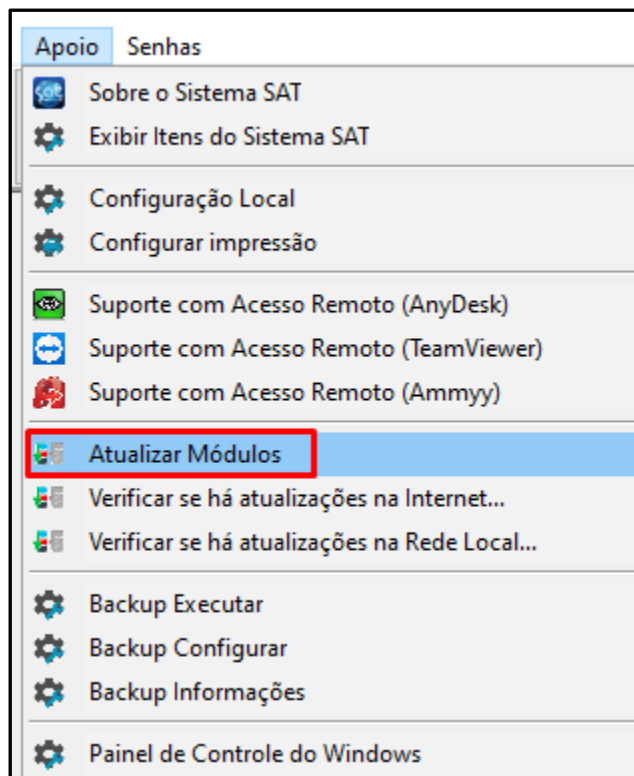 Apoio Senhas
Sobre o Sistema SAT
Exibir Itens do Sistema SAT
Configuração Local
Configurar impressão
Suporte com Acesso Remoto (AnyDesk)
Suporte com Acesso Remoto (TeamViewer)
Suporte com Acesso Remoto (Ammyy)
Atualizar Módulos
Verificar se há atualizações na Internet...
Verificar se há atualizações na Rede Local...
Backup Executar
Backup Configurar
Backup Informações
Painel de Controle do Windows